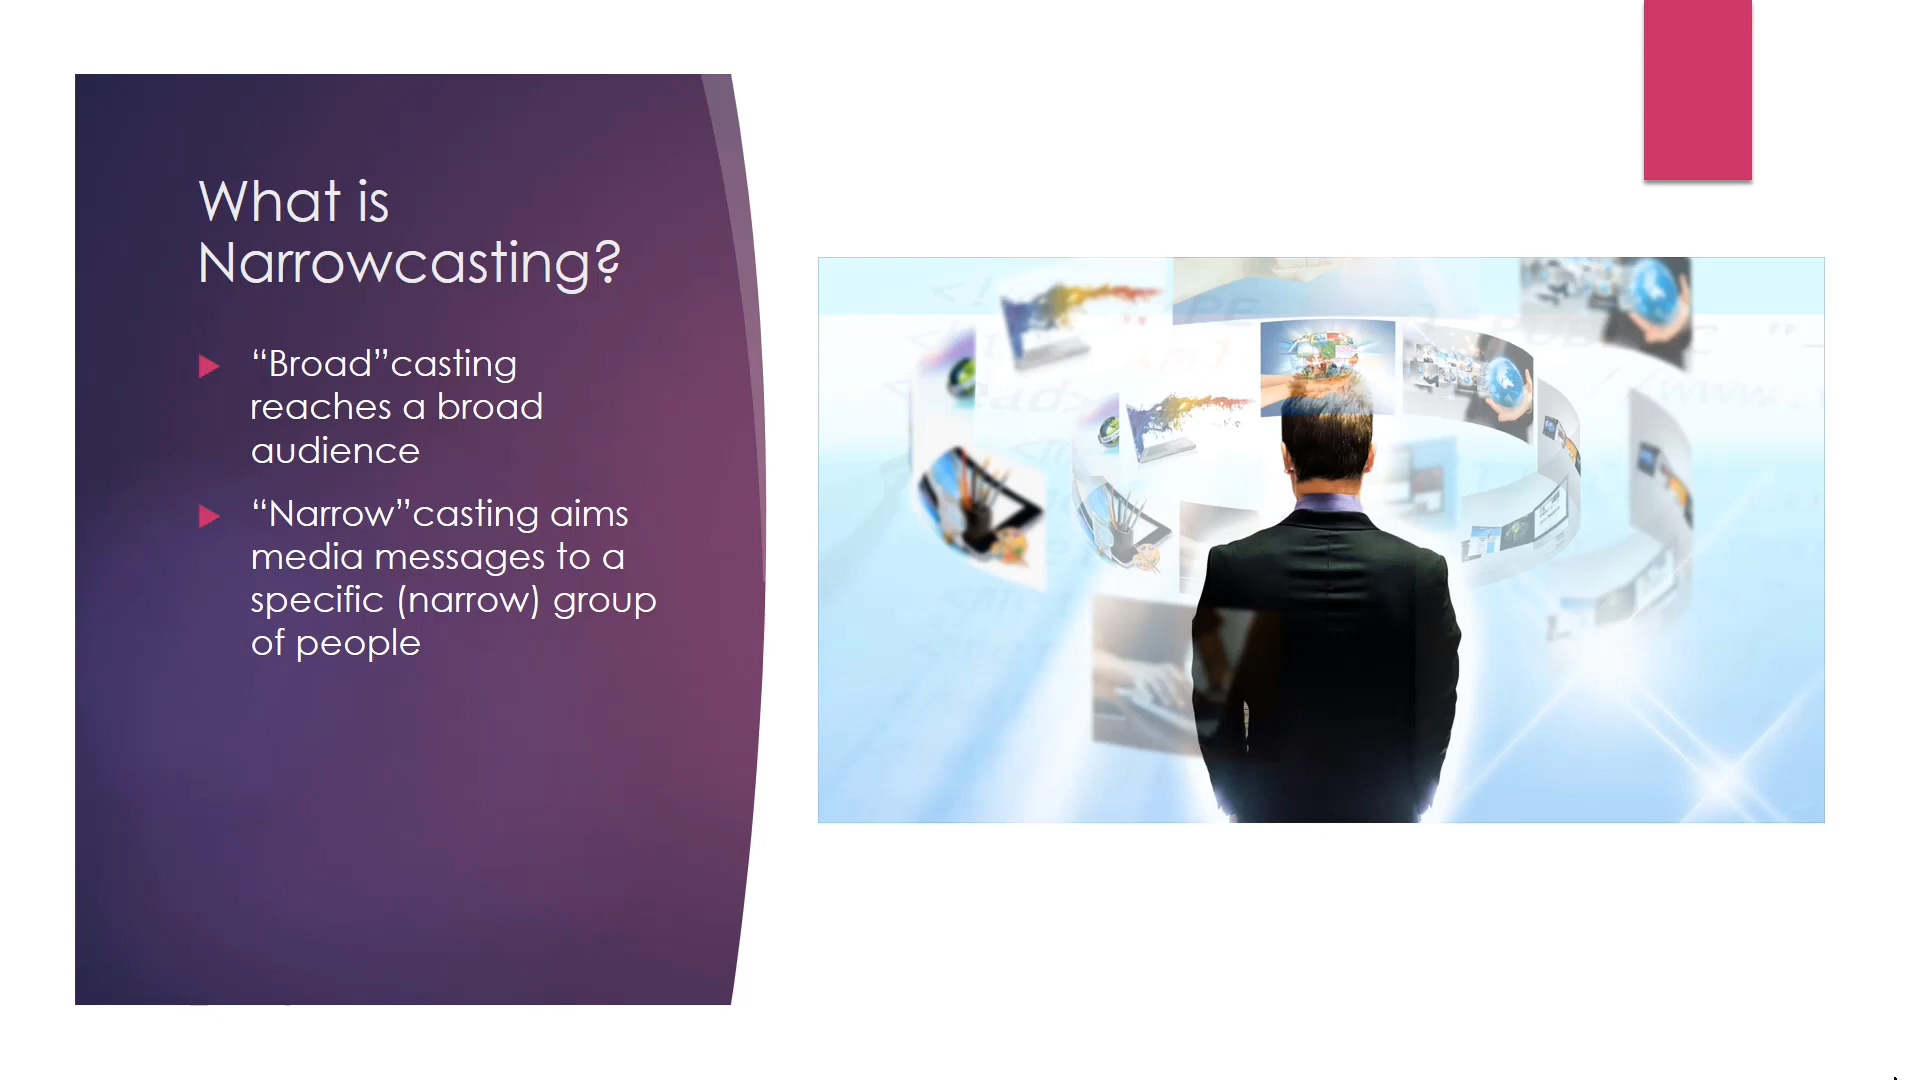 What is
Narrowcasting?
“Broad”casting
reaches a broad
audience
“Narrow”casting aims
media messages to a
specific (narrow) group
of people